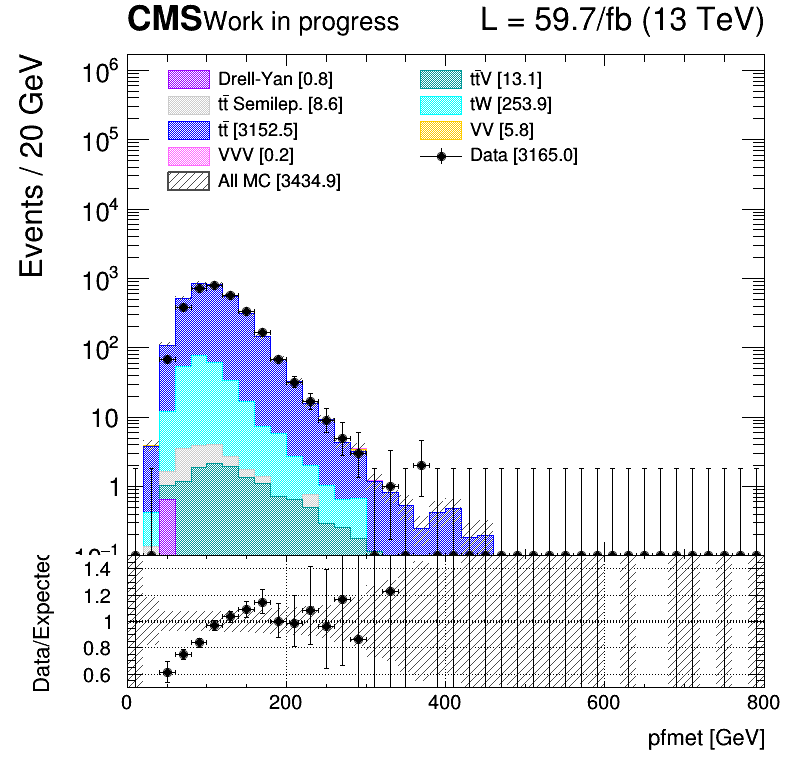 CMS Work in progress L = 59.7/fb (13 TeV)
Events / 20 GeV
10⁶
10⁵
10⁴
10³
10²
10
1
10⁻¹
Drell-Yan [0.8]
tt̄ Semilep. [8.6]
tt̄ [3152.5]
VVV [0.2]
All MC [3434.9]
tt̄V [13.1]
tW [253.9]
VV [5.8]
Data [3165.0]
Data/Expected
1.4
1.2
1
0.8
0.6
0 200 400 600 800
pfmet [GeV]